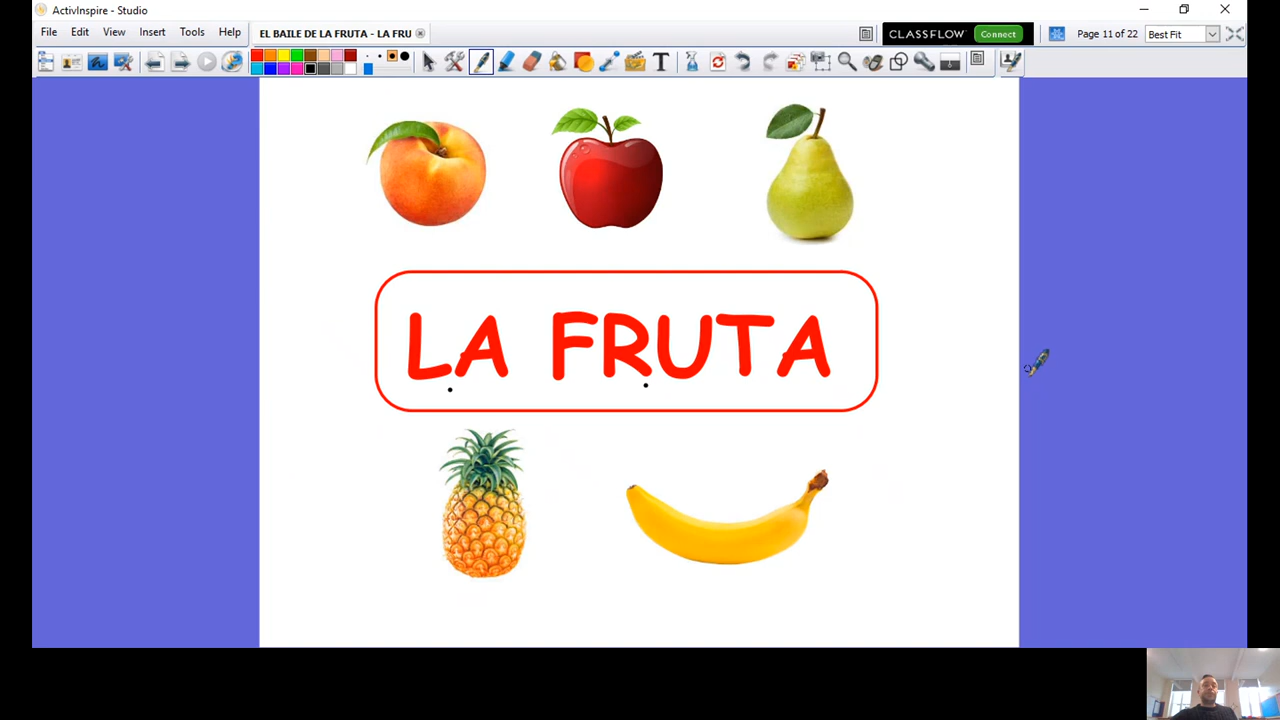 ActivInspire - Studio
File Edit View Insert Tools Help
EL BAILE DE LA FRUTA - LA FRU
CLASSFLOW Connect
Page 11 of 22
Best Fit
LA FRUTA